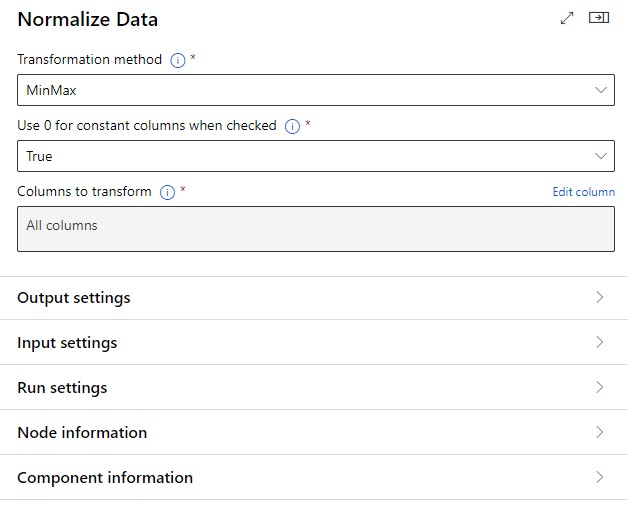 Normalize Data
Transformation method *
MinMax
Use 0 for constant columns when checked *
True
Columns to transform * Edit column
All columns
Output settings
Input settings
Run settings
Node information
Component information